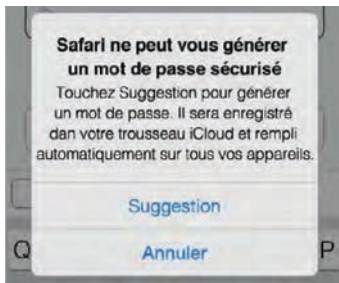 Safari ne peut vous générer
un mot de passe sécurisé
Touchez Suggestion pour générer
un mot de passe. Il sera enregistré
dan votre trousseau iCloud et rempli
automatiquement sur tous vos appareils.
Suggestion
Annuler
Q
P